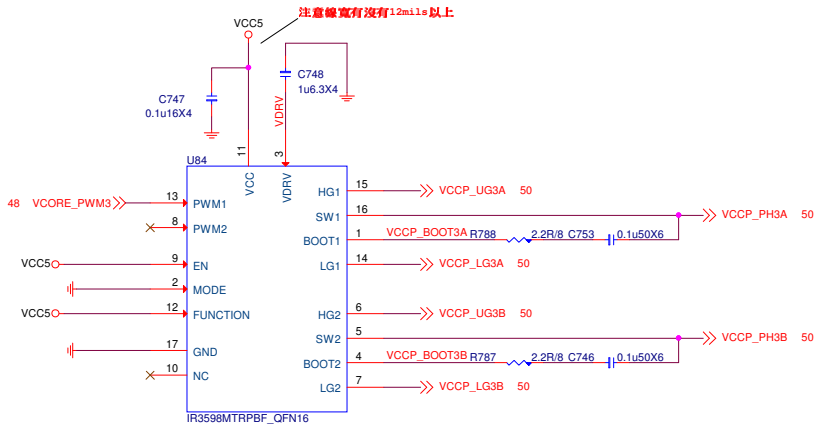 注意線寬有沒有12mils以上
VCC5
C748
1u6.3X4
C747
0.1u16X4
VDRV
11
3
U84
VCC
VDRV
48 VCORE_PWM3
13
PWM1
8
PWM2
VCC5
9
EN
2
MODE
VCC5
12
FUNCTION
17
GND
10
NC
HG1
15
VCCP_UG3A 50
SW1
16
VCCP_PH3A 50
BOOT1
1
VCCP_BOOT3A
R788
2.2R/8
C753
0.1u50X6
LG1
14
VCCP_LG3A 50
HG2
6
VCCP_UG3B 50
SW2
5
VCCP_PH3B 50
BOOT2
4
VCCP_BOOT3B
R787
2.2R/8
C746
0.1u50X6
LG2
7
VCCP_LG3B 50
IR3598MTRPBF_QFN16